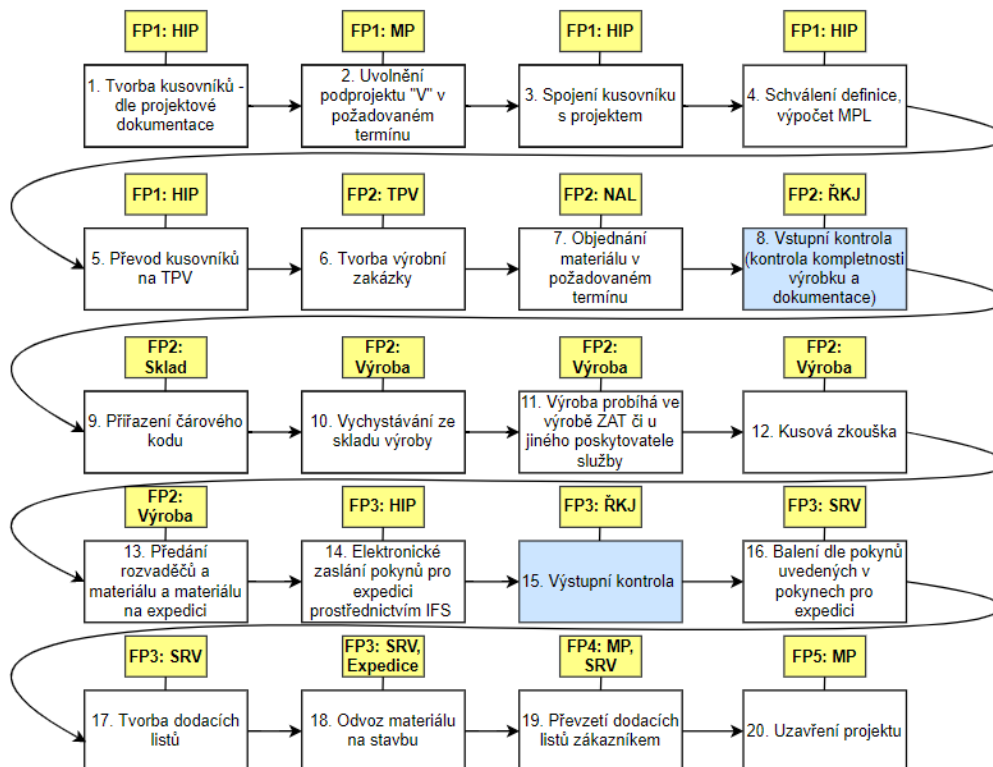 FP1: HIP
FP1: MP
FP1: HIP
FP1: HIP
1. Tvorba kusovníků -
dle projektové
dokumentace
2. Uvolnění
podprojektu "V" v
požadovaném
termínu
3. Spojení kusovníku
s projektem
4. Schválení definice,
výpočet MPL
FP1: HIP
FP2: TPV
FP2: NAL
FP2: ŘKJ
5. Převod kusovníků
na TPV
6. Tvorba výrobní
zakázky
7. Objednání
materiálu v
požadovaném
termínu
8. Vstupní kontrola
(kontrola kompletnosti
výrobku a
dokumentace)
FP2:
Sklad
FP2:
Výroba
FP2:
Výroba
FP2:
Výroba
9. Přiřazení čárového
kodu
10. Vychystávání ze
skladu výroby
11. Výroba probíhá ve
výrobě ZAT či u
jiného poskytovatele
služby
12. Kusová zkouška
FP2:
Výroba
FP3: HIP
FP3: ŘKJ
FP3: SRV
13. Předání
rozvaděčů a
materiálu a materiálu
na expedici
14. Elektronické
zaslání pokynů pro
expedici
prostřednictvím IFS
15. Výstupní kontrola
16. Balení dle pokynů
uvedených v
pokynech pro
expedici
FP3: SRV
FP3: SRV,
Expedice
FP4: MP,
SRV
FP5: MP
17. Tvorba dodacích
listů
18. Odvoz materiálu
na stavbu
19. Převzetí dodacích
listů zákazníkem
20. Uzavření projektu